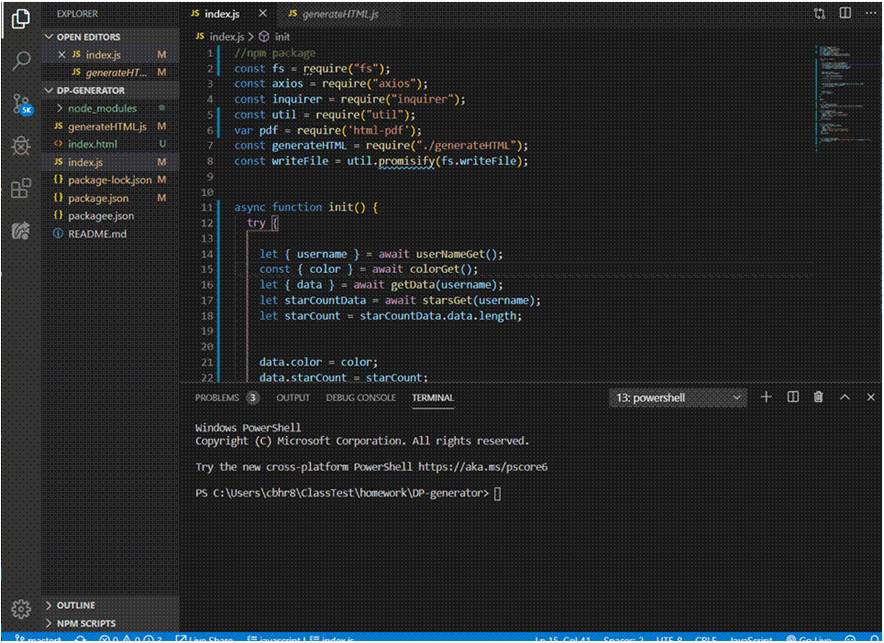 EXPLORER
OPEN EDITORS
JS index.js M
JS generateHT... M
DP-GENERATOR
node_modules
JS generateHTML.js M
<> index.html U
JS index.js M
{} package-lock.json M
{} package.json M
{} packagee.json
README.md
OUTLINE
NPM SCRIPTS
JS index.js × JS generateHTML.js
JS index.js > init
1 //npm package
2 const fs = require("fs");
3 const axios = require("axios");
4 const inquirer = require("inquirer");
5 const util = require("util");
6 var pdf = require('html-pdf');
7 const generateHTML = require("./generateHTML");
8 const writeFile = util.promisify(fs.writeFile);
9
10
11 async function init() {
12 try {
13
14 let { username } = await userNameGet();
15 const { color } = await colorGet();
16 let { data } = await getData(username);
17 let starCountData = await starsGet(username);
18 let starCount = starCountData.data.length;
19
20
21 data.color = color;
22 data.starCount = starCount;
PROBLEMS 3 OUTPUT DEBUG CONSOLE TERMINAL 13: powershell
Windows PowerShell
Copyright (C) Microsoft Corporation. All rights reserved.
Try the new cross-platform PowerShell https://aka.ms/pscore6
PS C:\Users\cbhr8\ClassTest\homework\DP-generator>
Live Share index.js Ln 15, Col 41 Spaces: 2 UTF-8 CRLF JavaScript Go Live